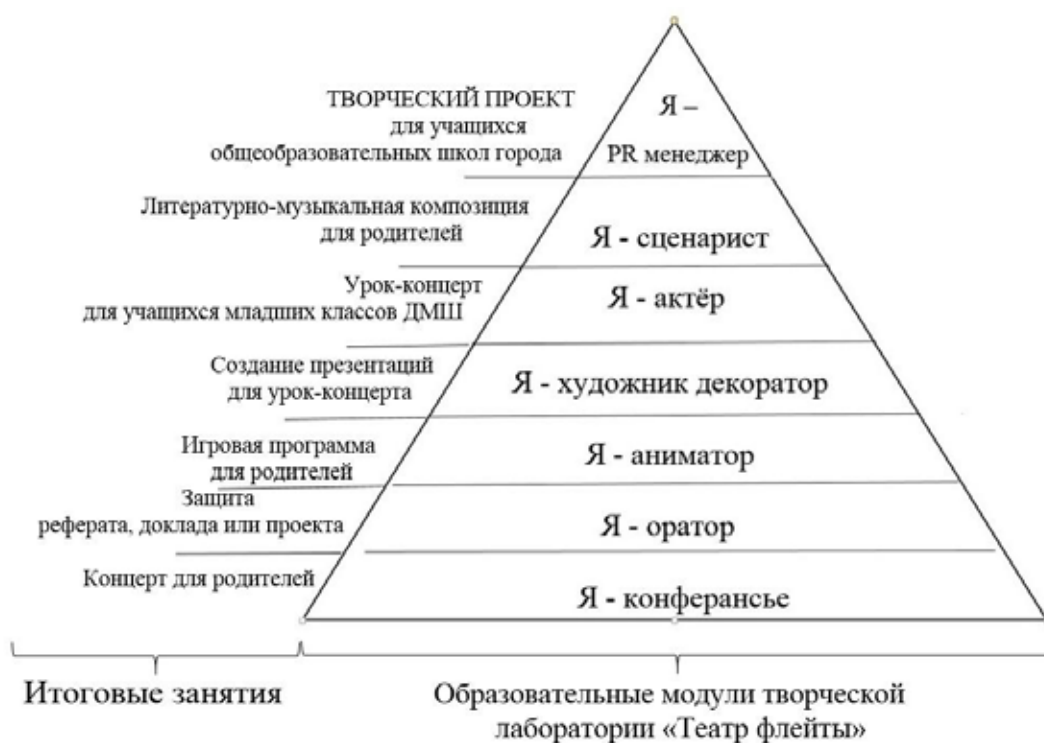 ТВОРЧЕСКИЙ ПРОЕКТ
для учащихся
общеобразовательных школ города
Я –
PR менеджер
Литературно-музыкальная композиция
для родителей
Я - сценарист
Урок-концерт
для учащихся младших классов ДМШ
Я - актёр
Создание презентаций
для урок-концерта
Я - художник декоратор
Игровая программа
для родителей
Я - аниматор
Защита
реферата, доклада или проекта
Я - оратор
Концерт для родителей
Я - конферансье
Итоговые занятия
Образовательные модули творческой
лаборатории «Театр флейты»